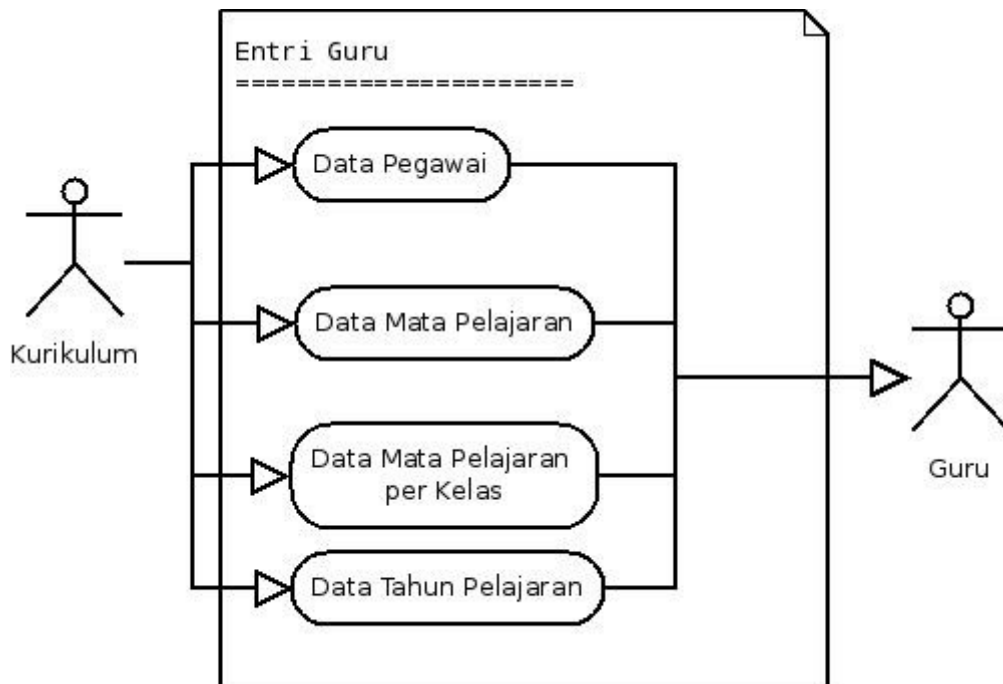 Entri Guru
======================
Data Pegawai
Data Mata Pelajaran
Kurikulum
Data Mata Pelajaran
per Kelas
Guru
Data Tahun Pelajaran